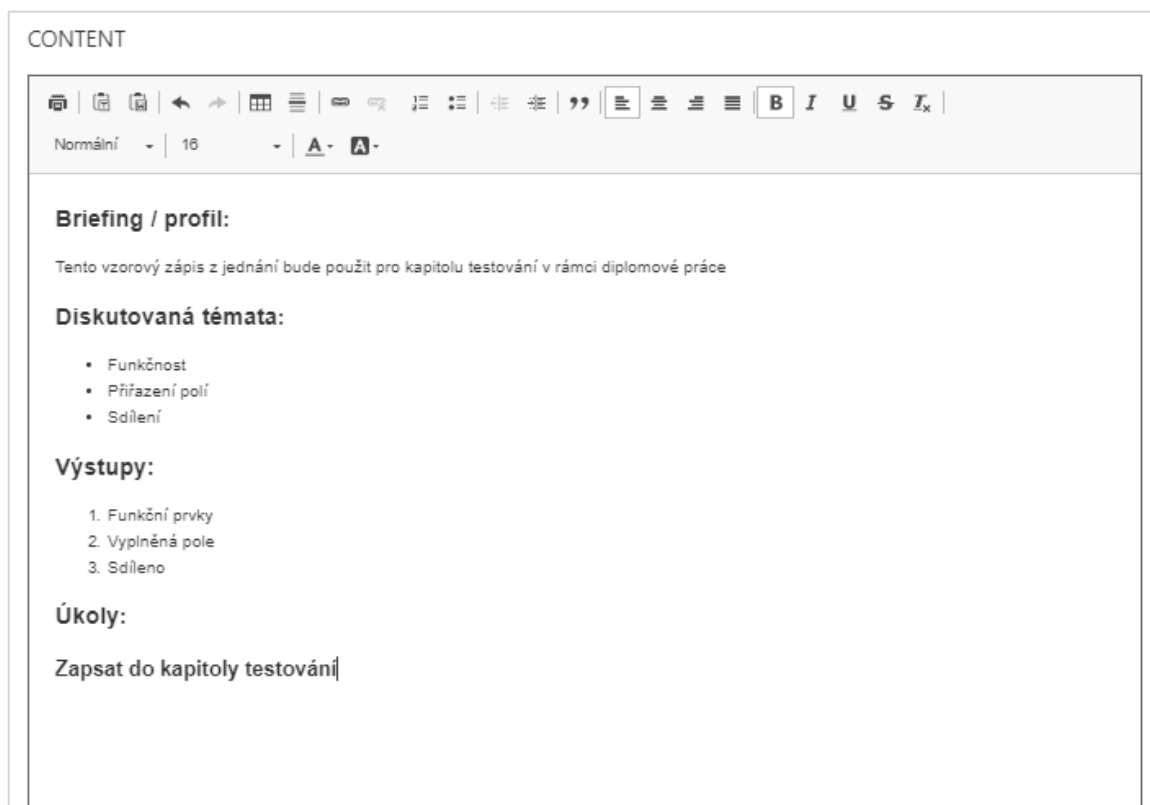 CONTENT
Normální 16
Briefing / profil:
Tento vzorový zápis z jednání bude použit pro kapitolu testování v rámci diplomové práce
Diskutovaná témata:
• Funkčnost
• Přiřazení polí
• Sdílení
Výstupy:
1. Funkční prvky
2. Vyplněná pole
3. Sdíleno
Úkoly:
Zapsat do kapitoly testování